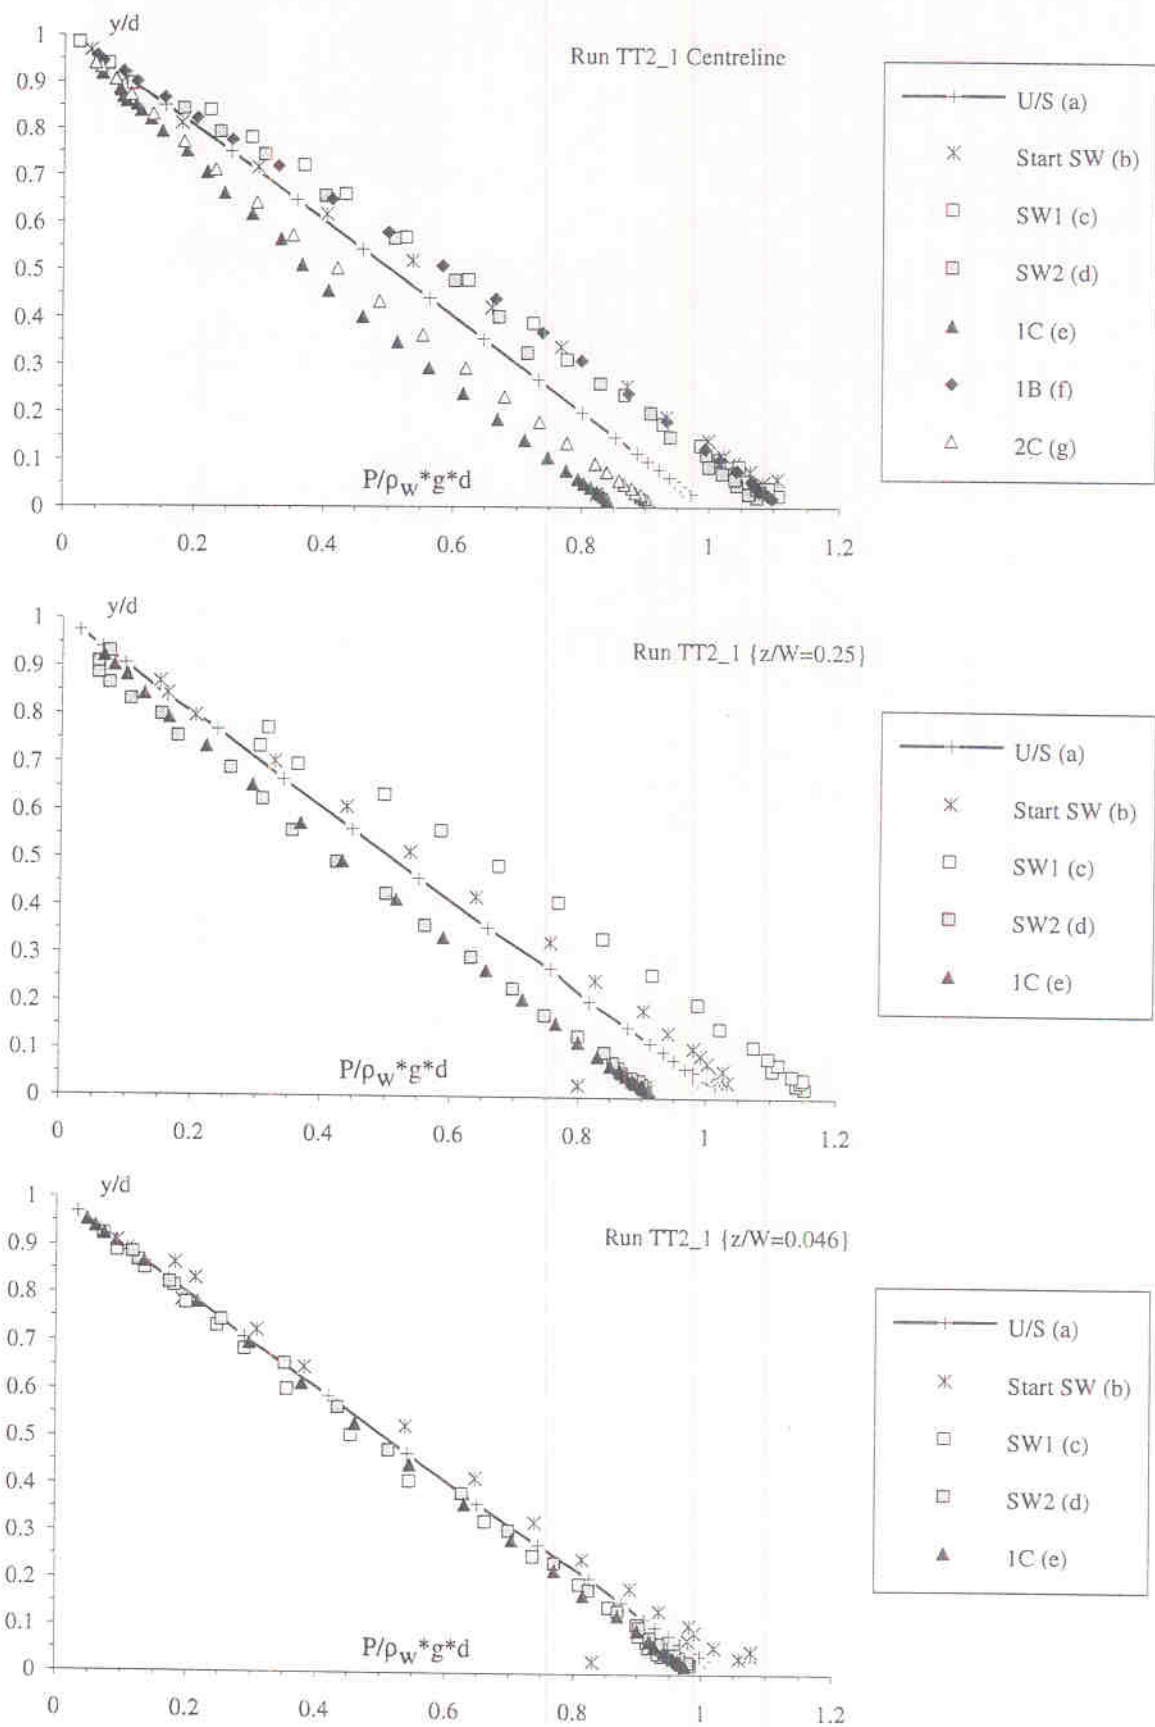 y/d
Run TT2_1 Centreline
1
0.9
0.8
0.7
0.6
0.5
0.4
0.3
0.2
0.1
0
P/ρw*g*d
0 0.2 0.4 0.6 0.8 1 1.2
U/S (a)
Start SW (b)
SW1 (c)
SW2 (d)
1C (e)
1B (f)
2C (g)
y/d
Run TT2_1 {z/W=0.25}
1
0.9
0.8
0.7
0.6
0.5
0.4
0.3
0.2
0.1
0
P/ρw*g*d
0 0.2 0.4 0.6 0.8 1 1.2
U/S (a)
Start SW (b)
SW1 (c)
SW2 (d)
1C (e)
y/d
Run TT2_1 {z/W=0.046}
1
0.9
0.8
0.7
0.6
0.5
0.4
0.3
0.2
0.1
0
P/ρw*g*d
0 0.2 0.4 0.6 0.8 1 1.2
U/S (a)
Start SW (b)
SW1 (c)
SW2 (d)
1C (e)